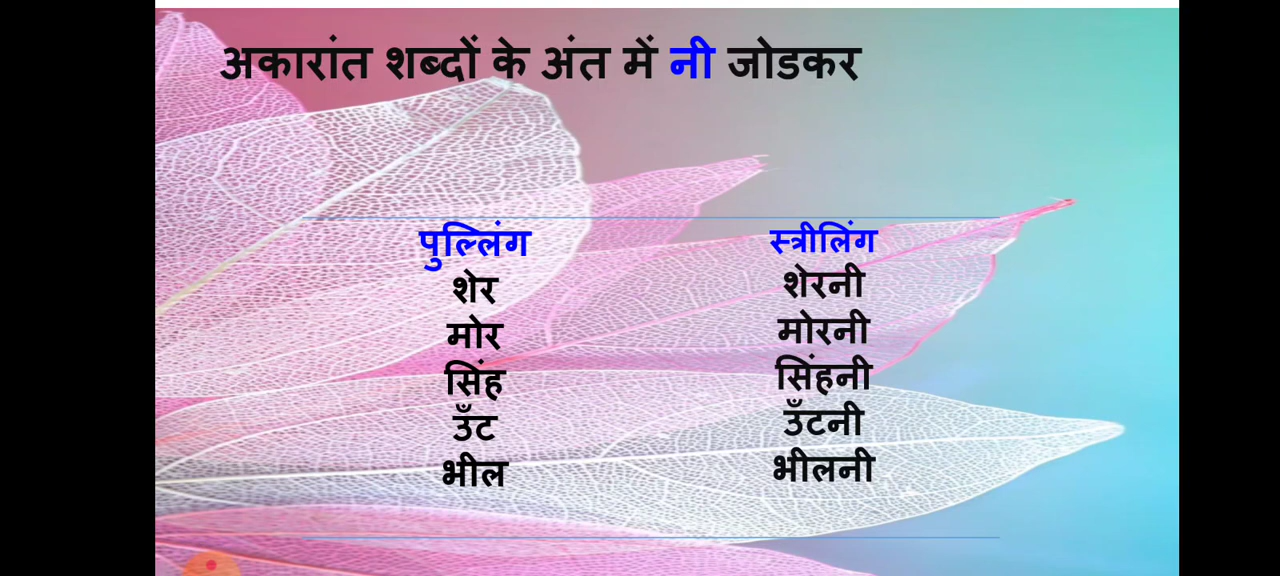 अकारांत शब्दों के अंत में नी जोडकर
पुल्लिंग स्त्रीलिंग
शेर शेरनी
मोर मोरनी
सिंह सिंहनी
उँट उँटनी
भील भीलनी